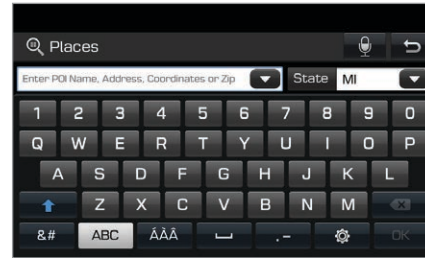 Places
Enter POI Name, Address, Coordinates or Zip State MI
1 2 3 4 5 6 7 8 9 0
Q W E R T Y U I O P
A S D F G H J K L
Z X C V B N M
&# ABC ÁÀÂ .– OK